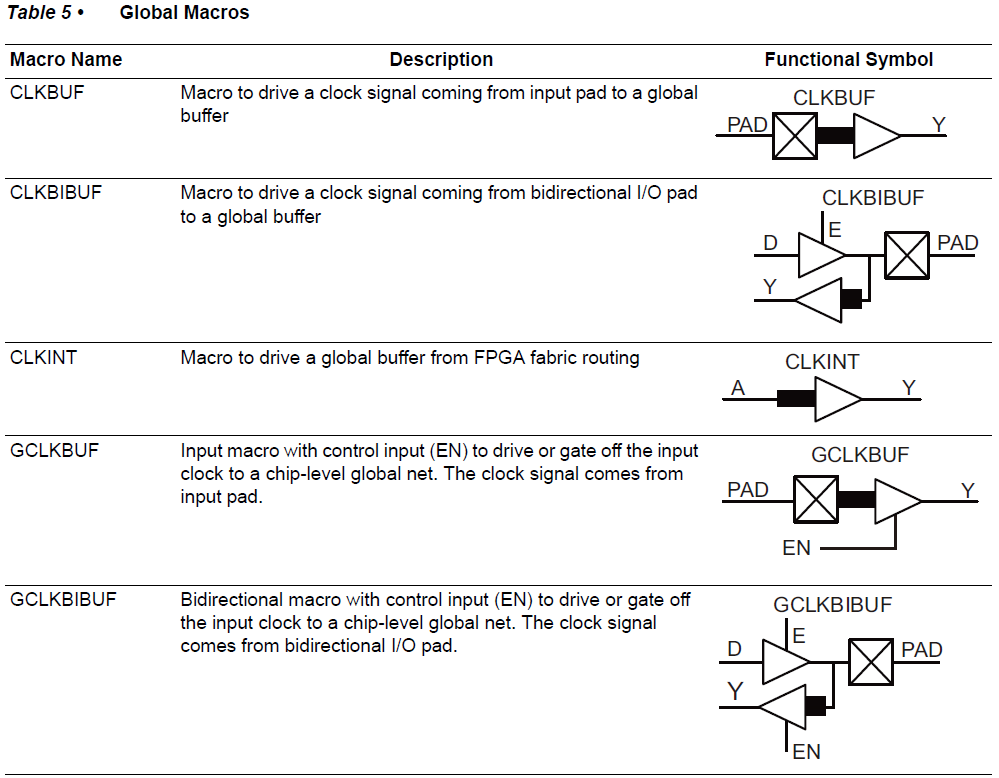 Table 5 • Global Macros
Macro Name Description Functional Symbol
CLKBUF
Macro to drive a clock signal coming from input pad to a global
buffer
CLKBUF
PAD Y
CLKBIBUF
Macro to drive a clock signal coming from bidirectional I/O pad
to a global buffer
CLKBIBUF
E
D PAD
Y
CLKINT
Macro to drive a global buffer from FPGA fabric routing
CLKINT
A Y
GCLKBUF
Input macro with control input (EN) to drive or gate off the input
clock to a chip-level global net. The clock signal comes from
input pad.
GCLKBUF
PAD Y
EN
GCLKBIBUF
Bidirectional macro with control input (EN) to drive or gate off
the input clock to a chip-level global net. The clock signal
comes from bidirectional I/O pad.
GCLKBIBUF
E
D PAD
Y
EN